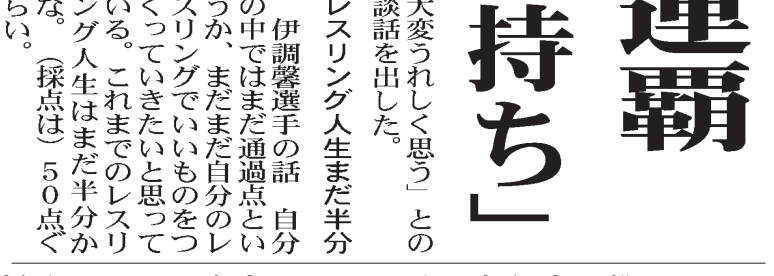 連覇
持ち」
大変うれしく思う」との
談話を出した。
レスリング人生まだ半分
伊調馨選手の話 自分
の中ではまだ通過点とい
うか、まだまだ自分のレ
スリングでいいものをつ
くっていきたいと思って
いる。これまでのレスリ
ング人生はまだ半分か
な。(採点は)50点ぐ
らい。